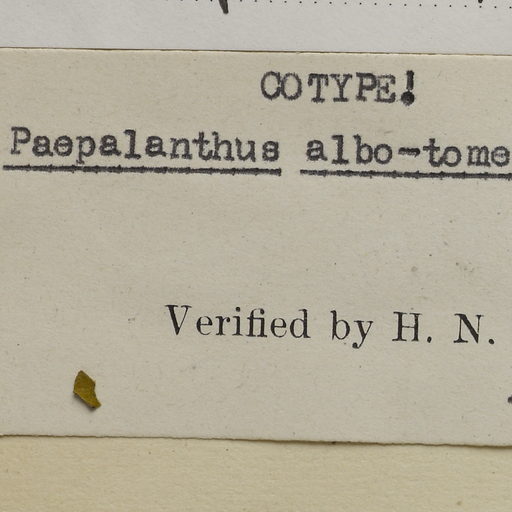 COTYPE!
Paepalanthus albo-tome
Verified by H. N.